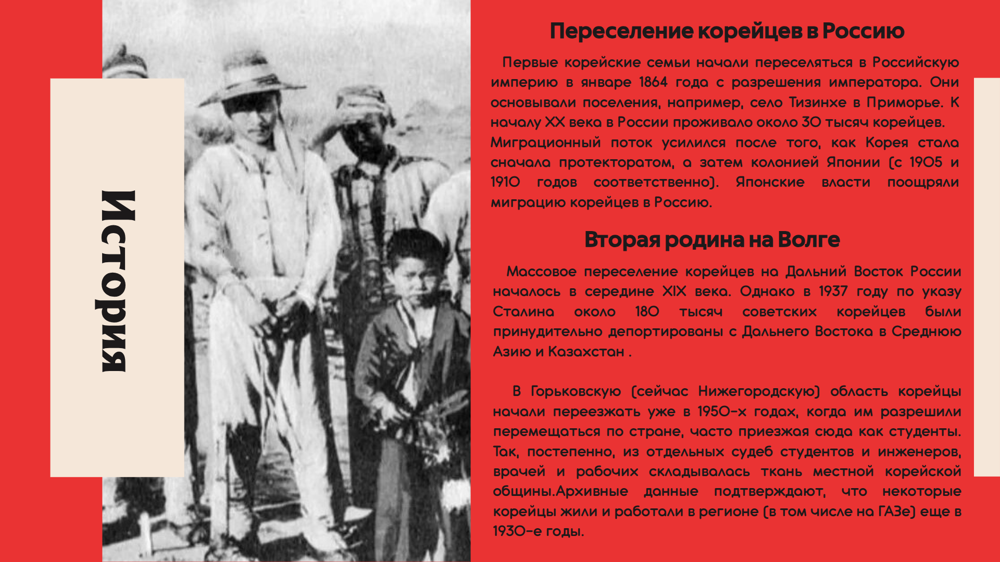 История
Переселение корейцев в Россию
Первые корейские семьи начали переселяться в Российскую
империю в январе 1864 года с разрешения императора. Они
основывали поселения, например, село Тизинхе в Приморье. К
началу XX века в России проживало около 30 тысяч корейцев.
Миграционный поток усилился после того, как Корея стала
сначала протекторатом, а затем колонией Японии (с 1905 и
1910 годов соответственно). Японские власти поощряли
миграцию корейцев в Россию.
Вторая родина на Волге
Массовое переселение корейцев на Дальний Восток России
началось в середине XIX века. Однако в 1937 году по указу
Сталина около 180 тысяч советских корейцев были
принудительно депортированы с Дальнего Востока в Среднюю
Азию и Казахстан .
В Горьковскую (сейчас Нижегородскую) область корейцы
начали переезжать уже в 1950-х годах, когда им разрешили
перемещаться по стране, часто приезжая сюда как студенты.
Так, постепенно, из отдельных судеб студентов и инженеров,
врачей и рабочих складывалась ткань местной корейской
общины.Архивные данные подтверждают, что некоторые
корейцы жили и работали в регионе (в том числе на ГАЗе) еще в
1930-е годы.